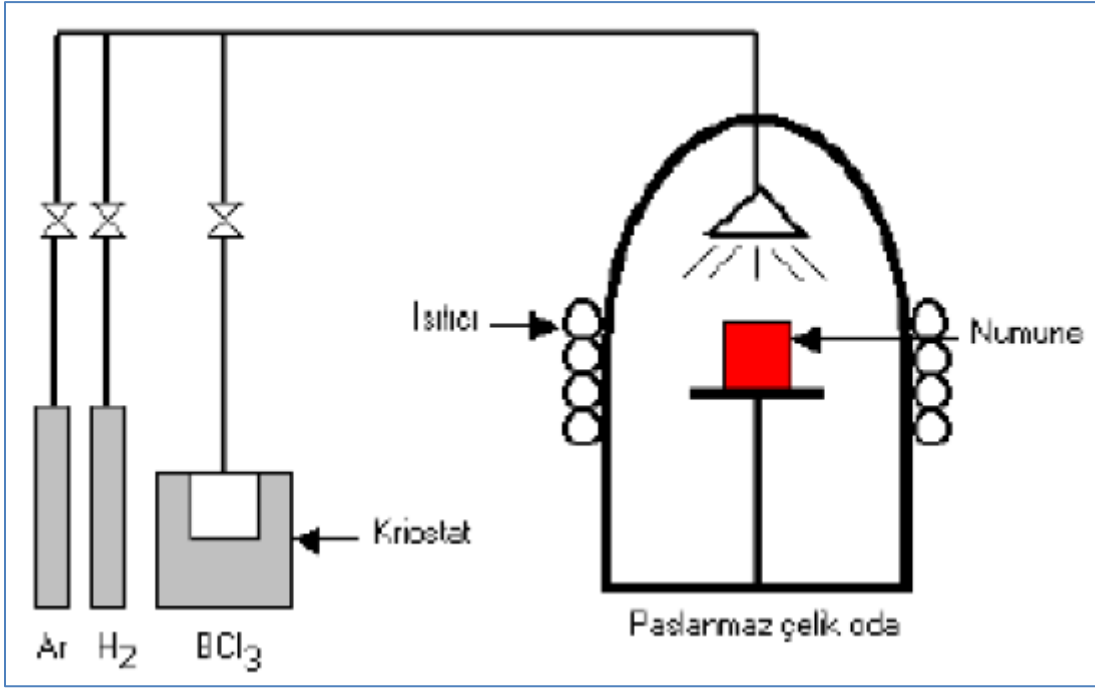 Isıtıcı
Numune
Kriostat
Ar H₂ BCl₃
Paslanmaz çelik oda